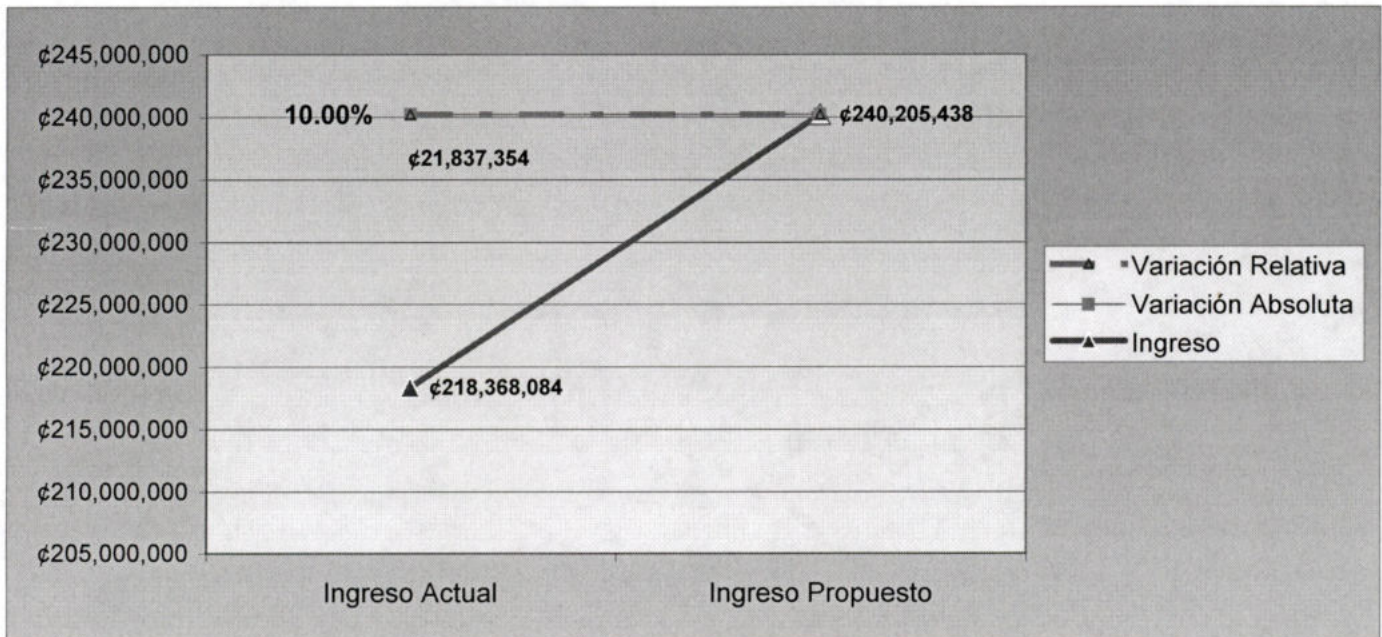 ¢245,000,000
¢240,000,000
¢235,000,000
¢230,000,000
¢225,000,000
¢220,000,000
¢215,000,000
¢210,000,000
¢205,000,000
10.00%
¢21,837,354
¢240,205,438
¢218,368,084
Ingreso Actual
Ingreso Propuesto
Variación Relativa
Variación Absoluta
Ingreso